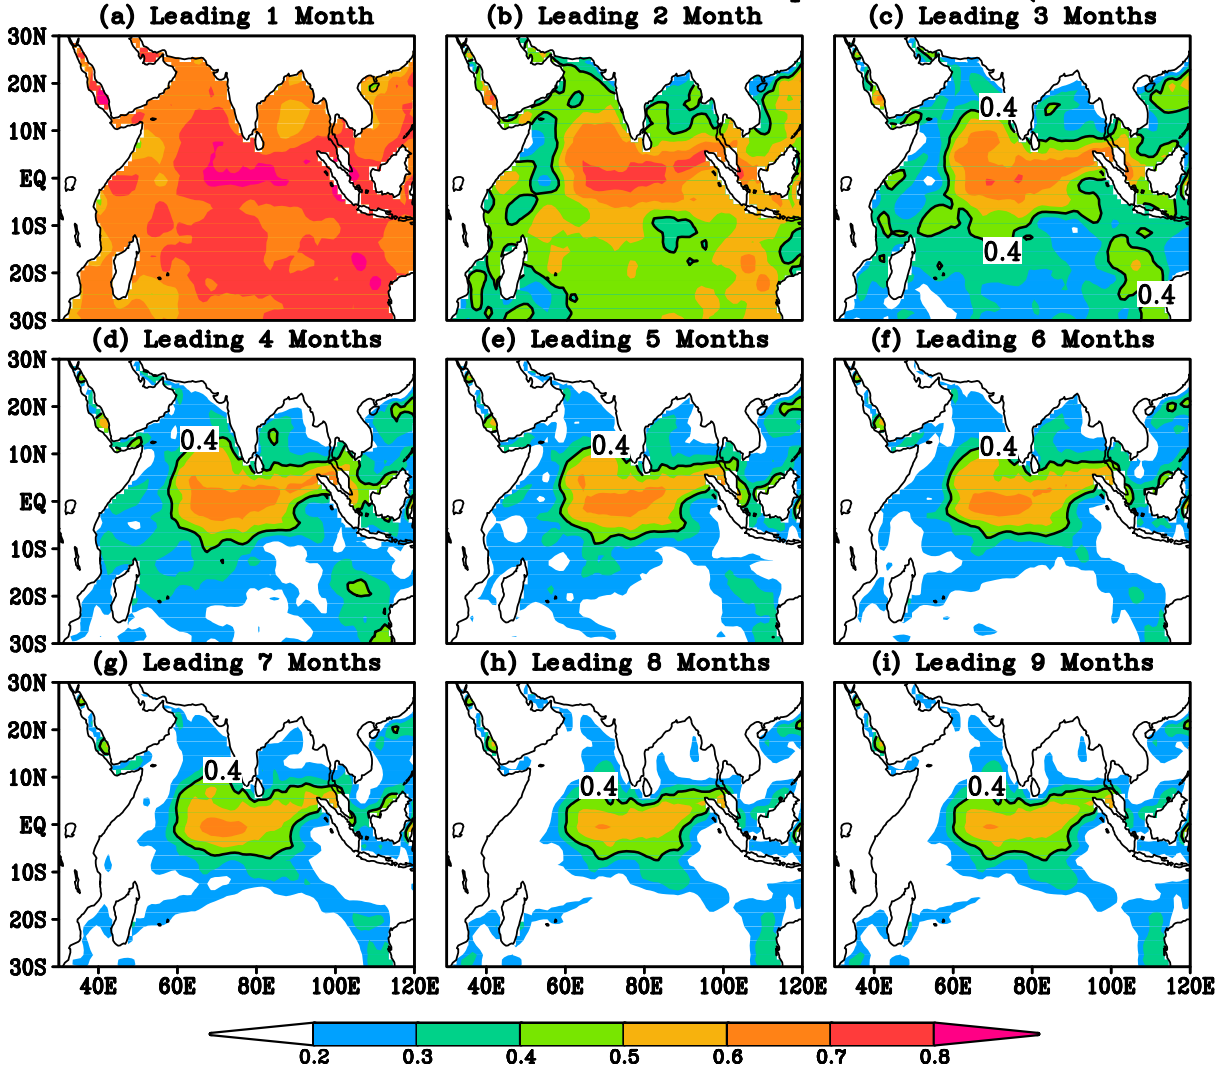 (a) Leading 1 Month
(b) Leading 2 Month
(c) Leading 3 Months
30N
20N
10N
EQ
10S
20S
30S
0.4
0.4
0.4
(d) Leading 4 Months
(e) Leading 5 Months
(f) Leading 6 Months
30N
20N
10N
EQ
10S
20S
30S
0.4
0.4
0.4
(g) Leading 7 Months
(h) Leading 8 Months
(i) Leading 9 Months
30N
20N
10N
EQ
10S
20S
30S
0.4
0.4
0.4
40E 60E 80E 100E 120E
40E 60E 80E 100E 120E
40E 60E 80E 100E 120E
0.2 0.3 0.4 0.5 0.6 0.7 0.8